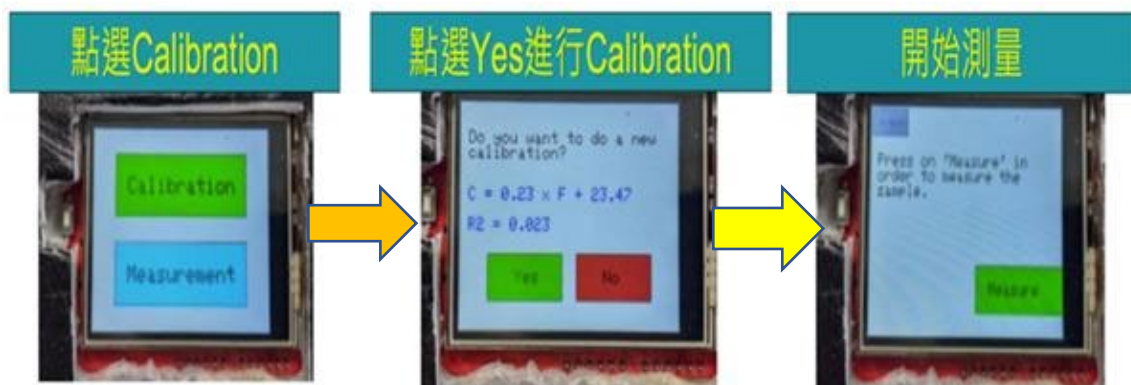 點選Calibration
點選Yes進行Calibration
開始測量
Calibration
Measurement
Do you want to do a new
calibration?
C = 0.23 x F + 23.47
R2 = 0.023
Yes
No
Press on 'Measure' in
order to measure the
sample.
Measure